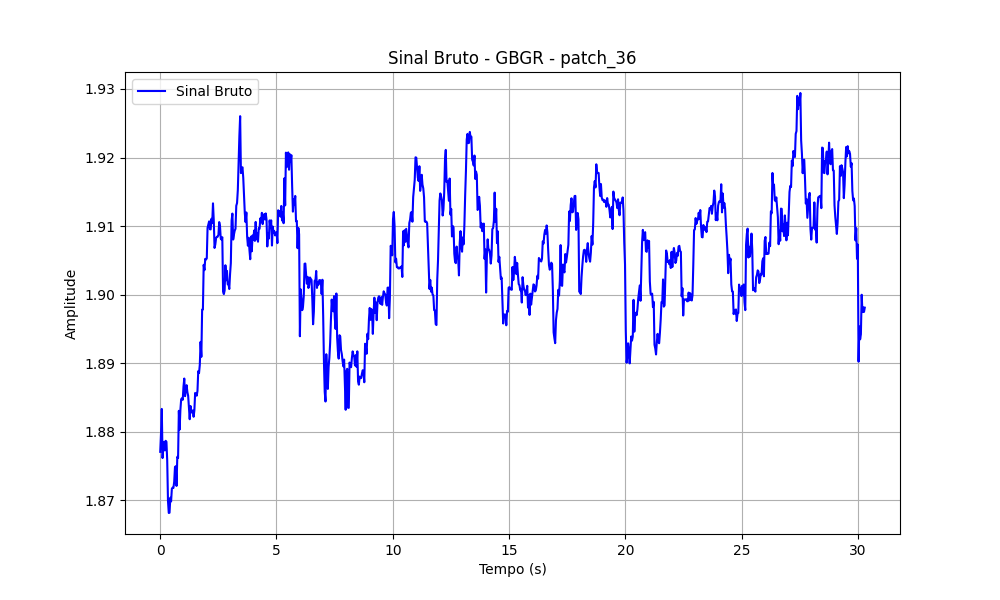 Sinal Bruto - GBGR - patch_36
Sinal Bruto
1.93
1.92
1.91
1.90
1.89
1.88
1.87
Amplitude
0 5 10 15 20 25 30
Tempo (s)